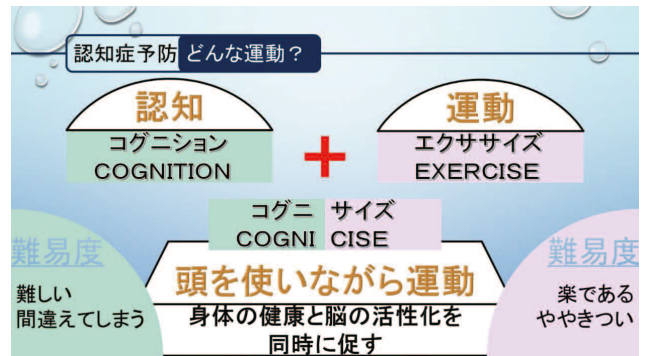 認知症予防 どんな運動？
認知
コグニション
COGNITION
+
運動
エクササイズ
EXERCISE
コグニ サイズ
COGNI CISE
難易度
難しい
間違えてしまう
頭を使いながら運動
身体の健康と脳の活性化を
同時に促す
難易度
楽である
ややきつい